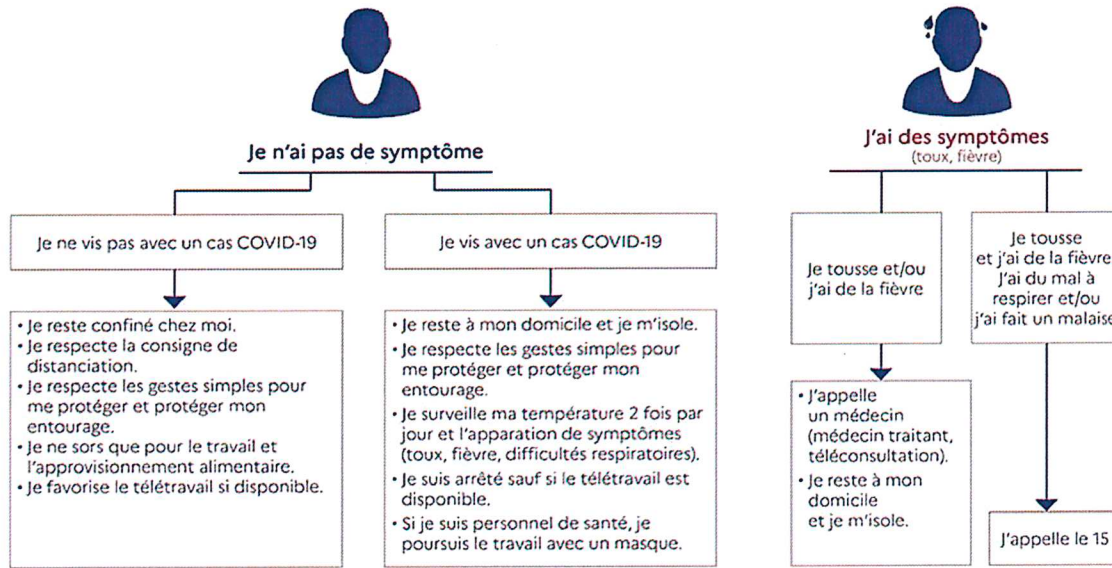 Je n'ai pas de symptôme
Je ne vis pas avec un cas COVID-19
• Je reste confiné chez moi.
• Je respecte la consigne de
distanciation.
• Je respecte les gestes simples pour
me protéger et protéger mon
entourage.
• Je ne sors que pour le travail et
l'approvisionnement alimentaire.
• Je favorise le télétravail si disponible.
Je vis avec un cas COVID-19
• Je reste à mon domicile et je m'isole.
• Je respecte les gestes simples pour
me protéger et protéger mon
entourage.
• Je surveille ma température 2 fois par
jour et l'apparation de symptômes
(toux, fièvre, difficultés respiratoires).
• Je suis arrêté sauf si le télétravail est
disponible.
• Si je suis personnel de santé, je
poursuis le travail avec un masque.
J'ai des symptômes
(toux, fièvre)
Je tousse et/ou
j'ai de la fièvre
• J'appelle
un médecin
(médecin traitant,
téléconsultation).
• Je reste à mon
domicile
et je m'isole.
Je tousse
et j'ai de la fièvre
J'ai du mal à
respirer et/ou
j'ai fait un malaise
J'appelle le 15